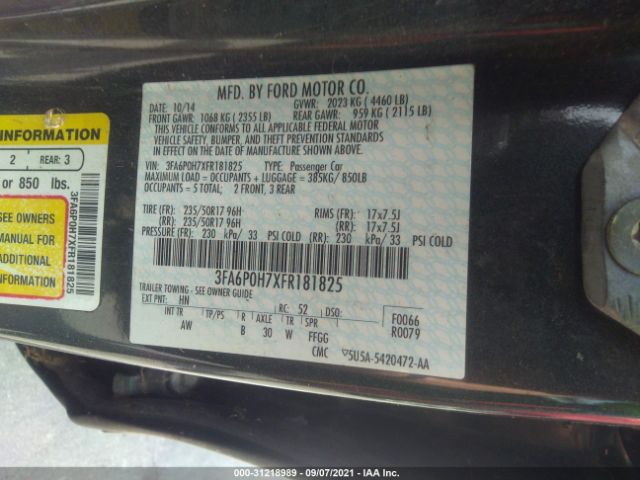 MFD. BY FORD MOTOR CO.
DATE: 10/14 GVWR: 2023 KG ( 4460 LB)
FRONT GAWR: 1068 KG ( 2355 LB) REAR GAWR: 959 KG ( 2115 LB)
THIS VEHICLE CONFORMS TO ALL APPLICABLE FEDERAL MOTOR
VEHICLE SAFETY, BUMPER, AND THEFT PREVENTION STANDARDS
IN EFFECT ON THE DATE OF MANUFACTURE SHOWN ABOVE.
VIN: 3FA6P0H7XFR181825 TYPE: Passenger Car
MAXIMUM LOAD = OCCUPANTS + LUGGAGE = 385KG/ 850LB
OCCUPANTS = 5 TOTAL; 2 FRONT, 3 REAR
TIRE (FR): 235/50R17 96H RIMS (FR): 17x7.5J
(RR): 235/50R17 96H (RR): 17x7.5J
PRESSURE (FR): 230 kPa/ 33 PSI COLD (RR): 230 kPa/ 33 PSI COLD
3FA6P0H7XFR181825
TRAILER TOWING - SEE OWNER GUIDE
EXT PNT: HN RC: 52 DSO: F0066
R0079
INT TR TP/PS R AXLE TR SPR
AW B 30 W FFGG
CMC 5U5A-5420472-AA
INFORMATION
2 REAR: 3
or 850 lbs.
SEE OWNERS
MANUAL FOR
ADDITIONAL
INFORMATION
3FA6P0H7XFR181825
000-31218989 - 09/07/2021 - IAA Inc.